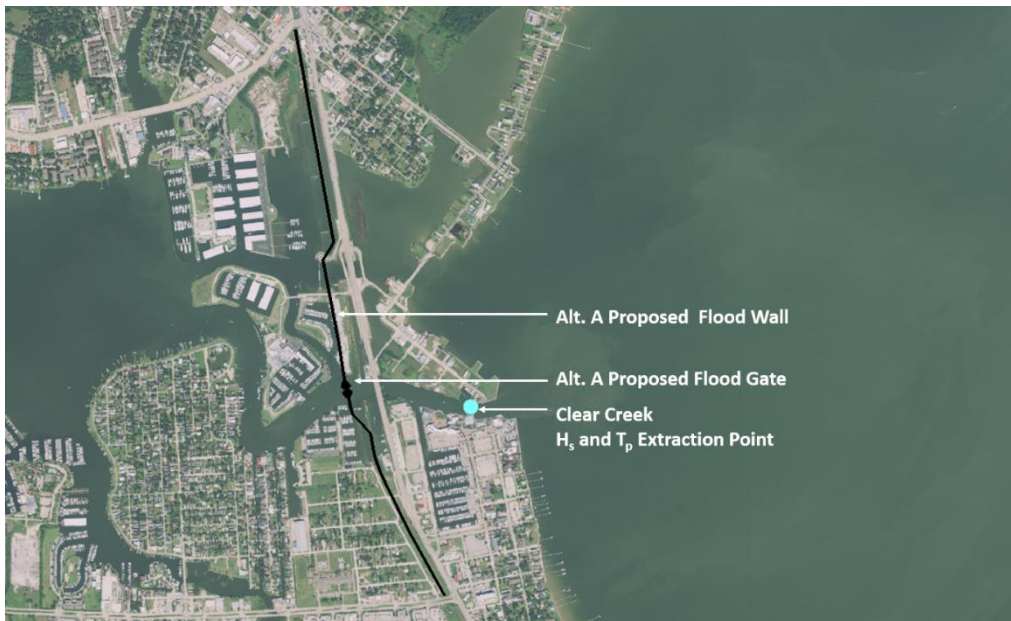 Alt. A Proposed Flood Wall
Alt. A Proposed Flood Gate
Clear Creek
Hs and Tp Extraction Point